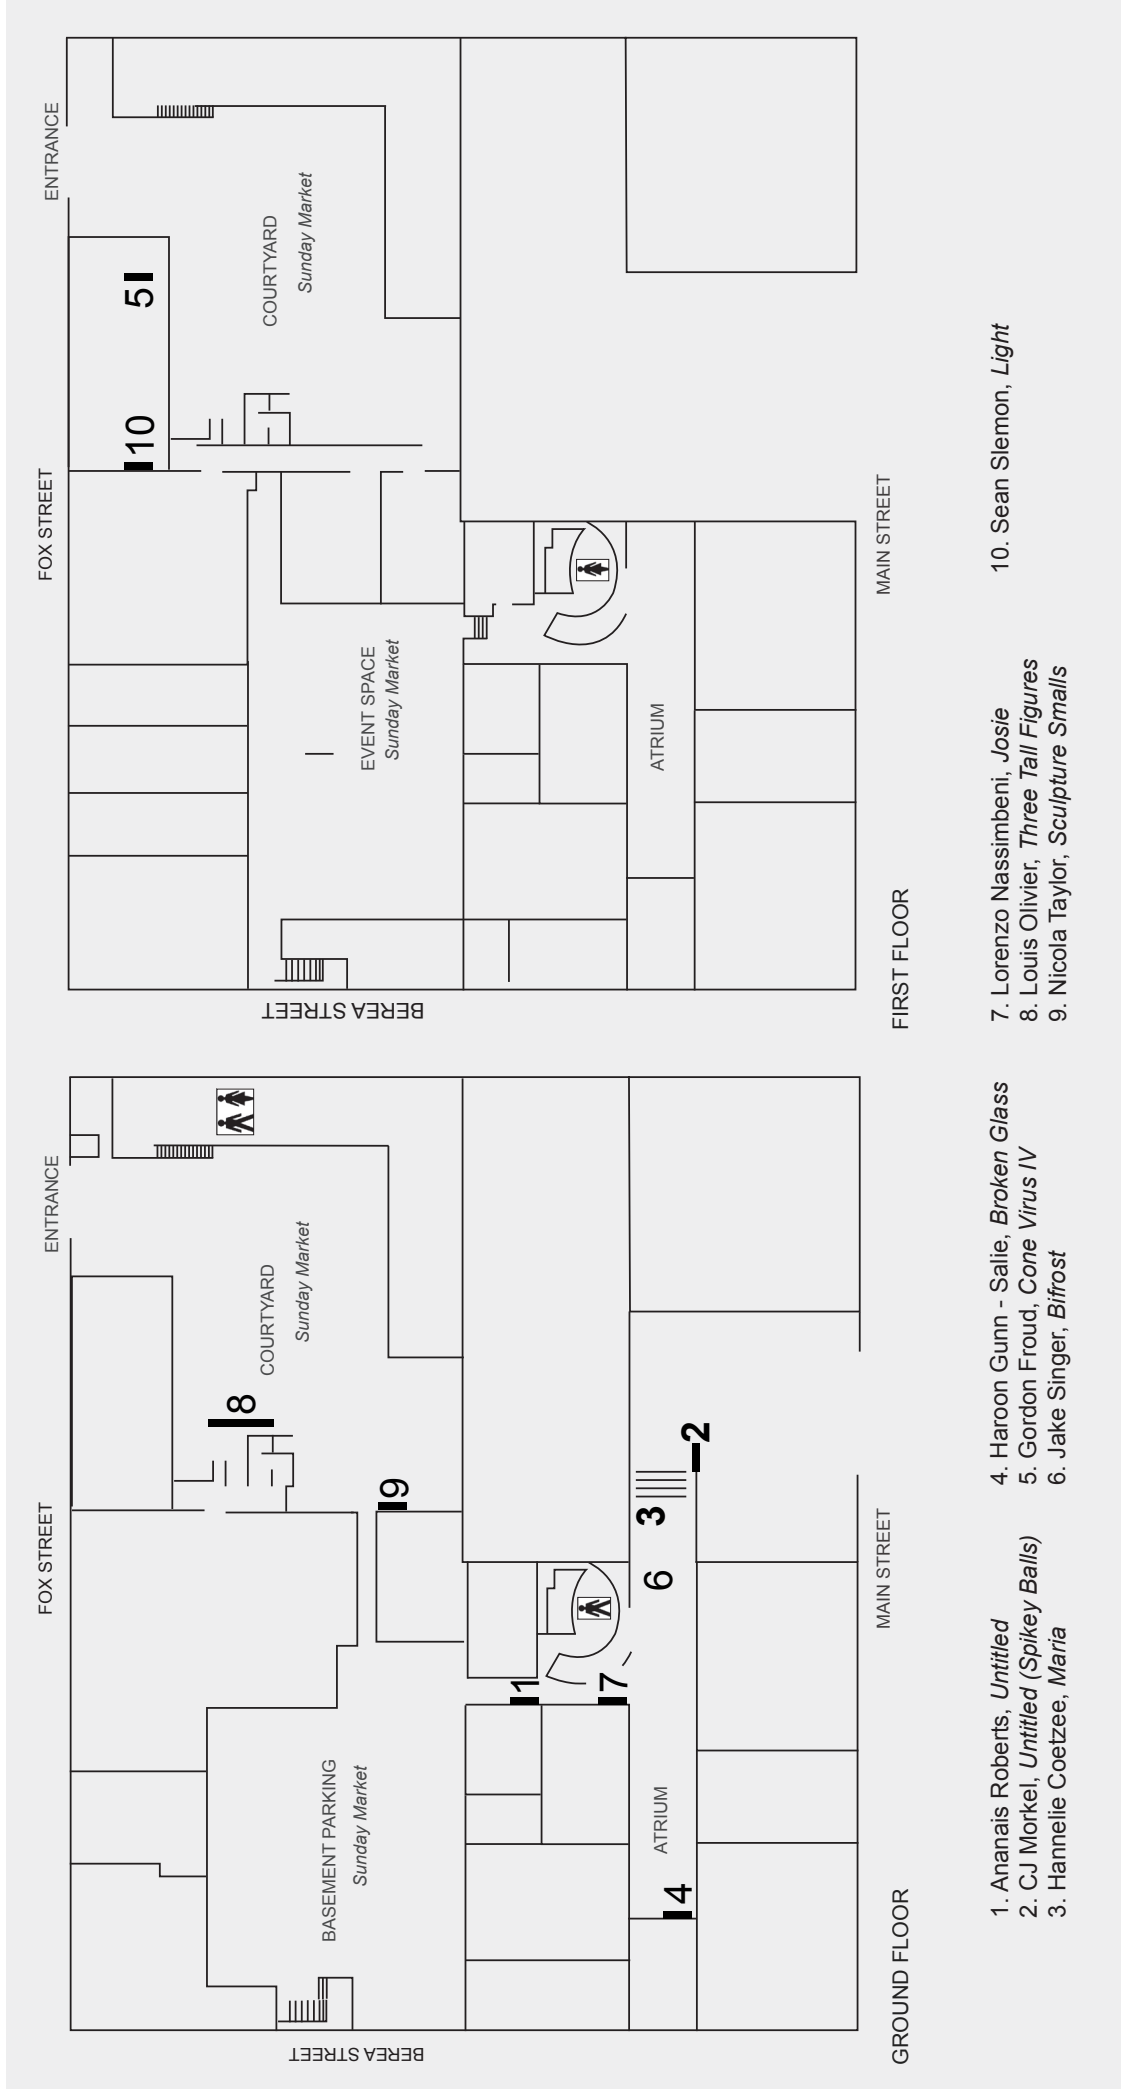 FOX STREET
ENTRANCE
8
COURTYARD
Sunday Market
9
BASEMENT PARKING
Sunday Market
1
7
6
3
2
4
ATRIUM
BEREA STREET
MAIN STREET
GROUND FLOOR
FOX STREET
ENTRANCE
10
5
COURTYARD
Sunday Market
EVENT SPACE
Sunday Market
ATRIUM
BEREA STREET
MAIN STREET
FIRST FLOOR
1. Ananais Roberts, Untitled
2. CJ Morkel, Untitled (Spikey Balls)
3. Hannelie Coetzee, Maria
4. Haroon Gunn - Salie, Broken Glass
5. Gordon Froud, Cone Virus IV
6. Jake Singer, Bifrost
7. Lorenzo Nassimbeni, Josie
8. Louis Olivier, Three Tall Figures
9. Nicola Taylor, Sculpture Smalls
10. Sean Slemon, Light